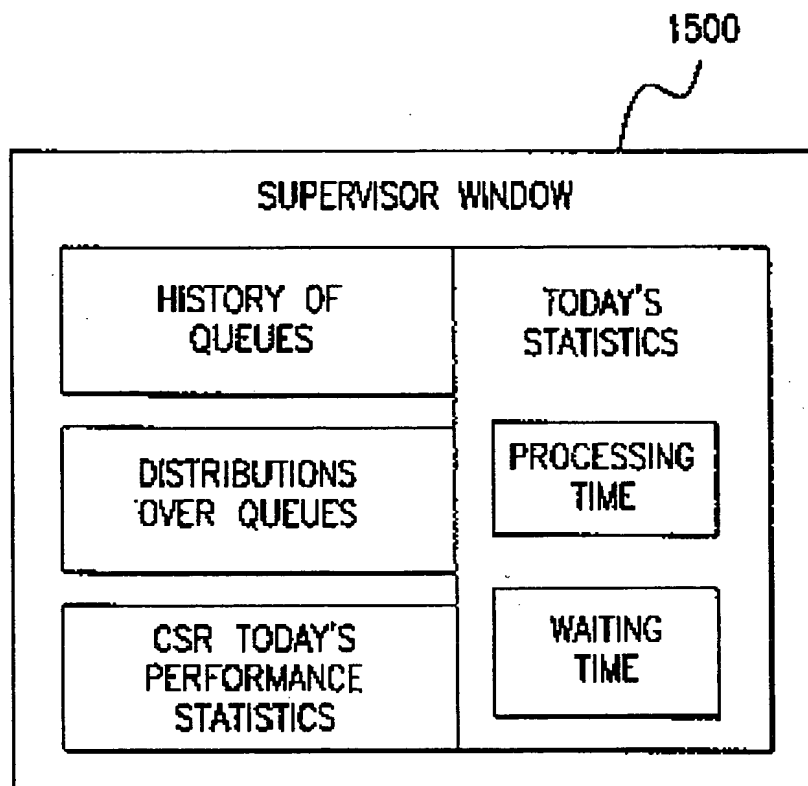 1500
SUPERVISOR WINDOW
HISTORY OF
QUEUES
DISTRIBUTIONS
OVER QUEUES
CSR TODAY'S
PERFORMANCE
STATISTICS
TODAY'S
STATISTICS
PROCESSING
TIME
WAITING
TIME